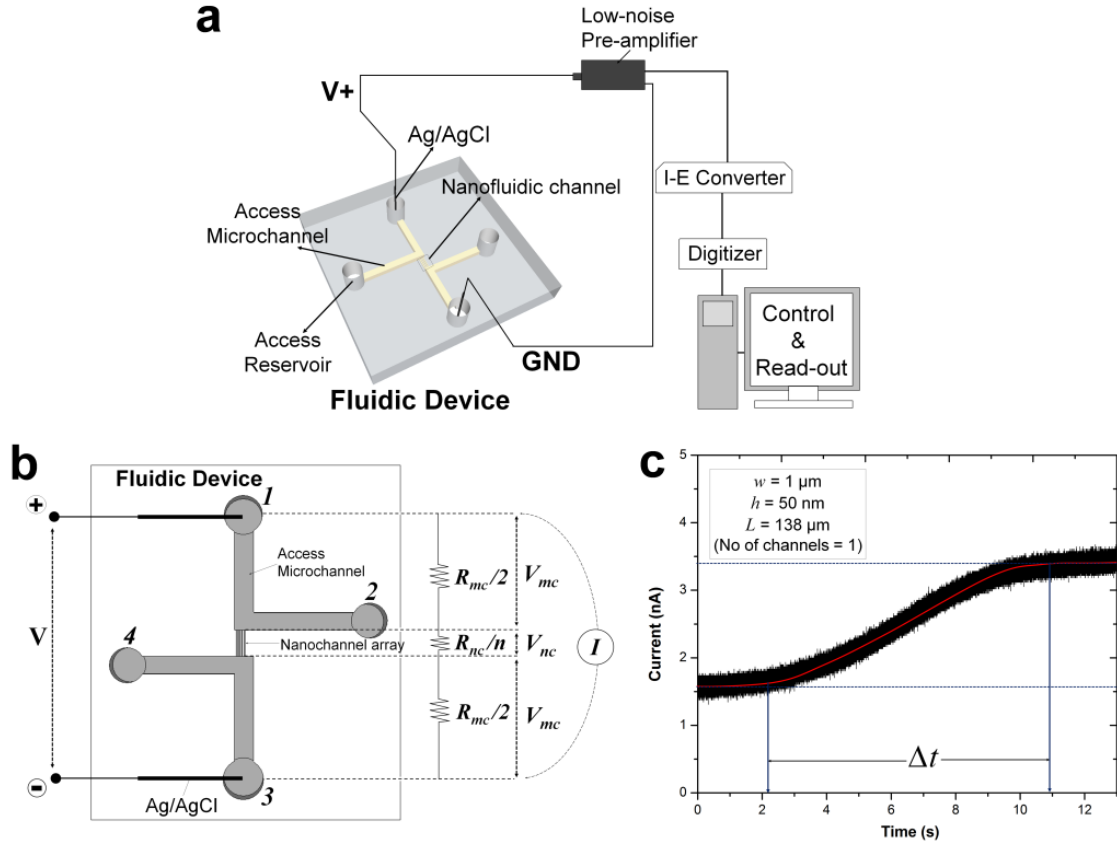 a
Low-noise
Pre-amplifier
V+
Ag/AgCl
Nanofluidic channel
I-E Converter
Access
Microchannel
Digitizer
Access
Reservoir
GND
Control
&
Read-out
Fluidic Device
b
Fluidic Device
+
1
Access
Microchannel
2
V
4
Nanochannel array
3
Ag/AgCl
-
R_mc/2
V_mc
R_nc/n
V_nc
I
R_mc/2
V_mc
c
w = 1 µm
h = 50 nm
L = 138 µm
(No of channels = 1)
Current (nA)
5
4
3
2
1
0
Δt
0 2 4 6 8 10 12
Time (s)